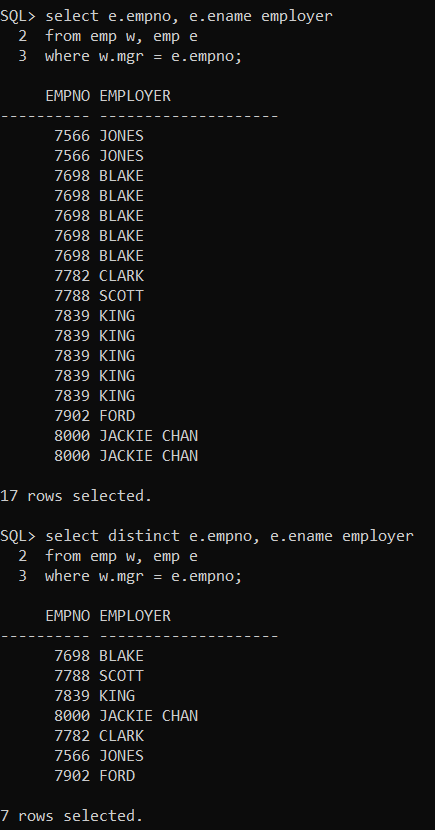 SQL> select e.empno, e.ename employer
  2  from emp w, emp e
  3  where w.mgr = e.empno;

     EMPNO EMPLOYER
---------- --------------------
      7566 JONES
      7566 JONES
      7698 BLAKE
      7698 BLAKE
      7698 BLAKE
      7698 BLAKE
      7698 BLAKE
      7782 CLARK
      7788 SCOTT
      7839 KING
      7839 KING
      7839 KING
      7839 KING
      7839 KING
      7902 FORD
      8000 JACKIE CHAN
      8000 JACKIE CHAN

17 rows selected.

SQL> select distinct e.empno, e.ename employer
  2  from emp w, emp e
  3  where w.mgr = e.empno;

     EMPNO EMPLOYER
---------- --------------------
      7698 BLAKE
      7788 SCOTT
      7839 KING
      8000 JACKIE CHAN
      7782 CLARK
      7566 JONES
      7902 FORD

7 rows selected.